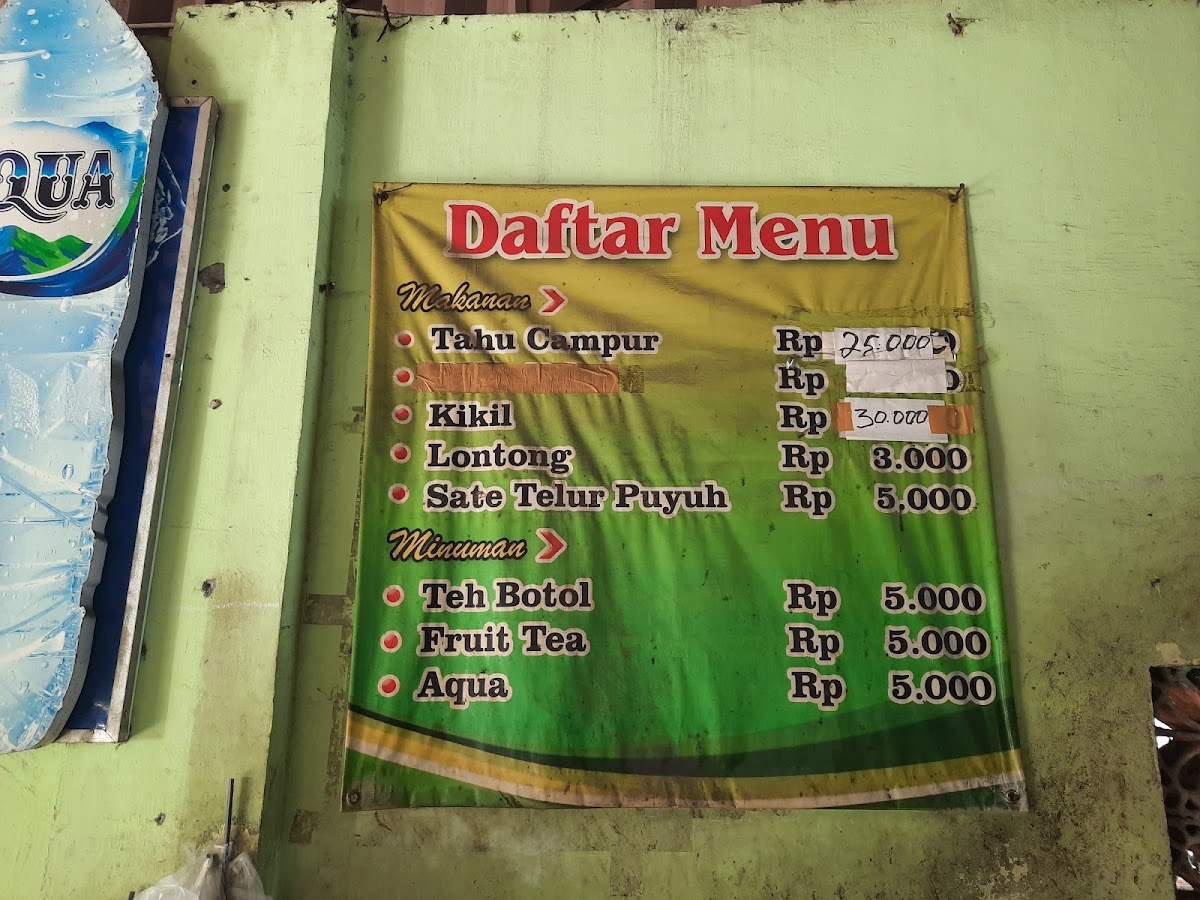 AQUA
Daftar Menu
Makanan
Tahu Campur Rp 25.000
Rp
Kikil Rp 30.000
Lontong Rp 3.000
Sate Telur Puyuh Rp 5.000
Minuman
Teh Botol Rp 5.000
Fruit Tea Rp 5.000
Aqua Rp 5.000